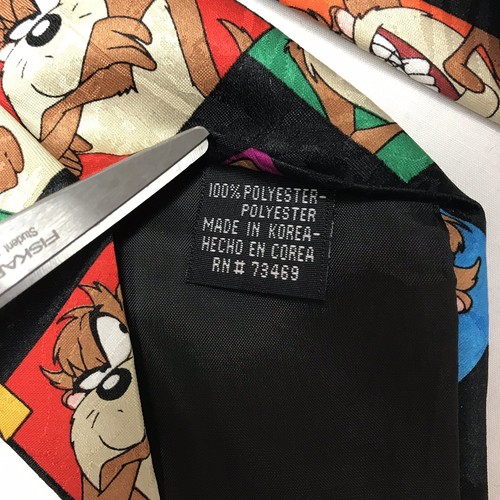 100% POLYESTER-
POLYESTER
MADE IN KOREA-
HECHO EN COREA
RN# 73469
FISKARS
Student